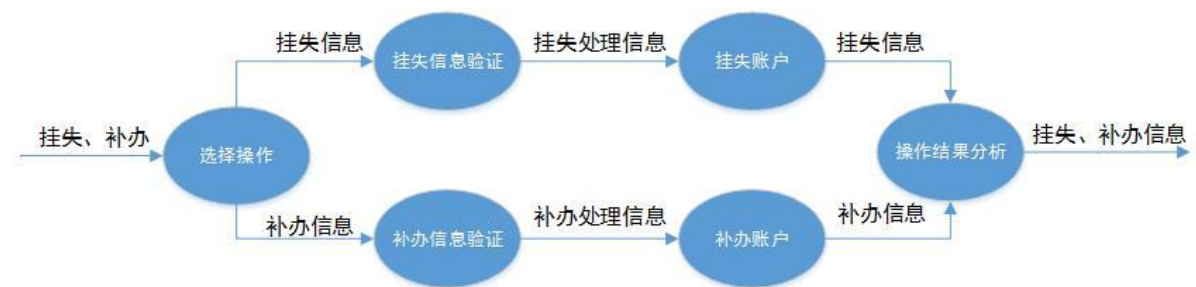 挂失信息
挂失信息验证
挂失处理信息
挂失账户
挂失信息
挂失、补办
选择操作
操作结果分析
挂失、补办信息
补办信息
补办信息验证
补办处理信息
补办账户
补办信息